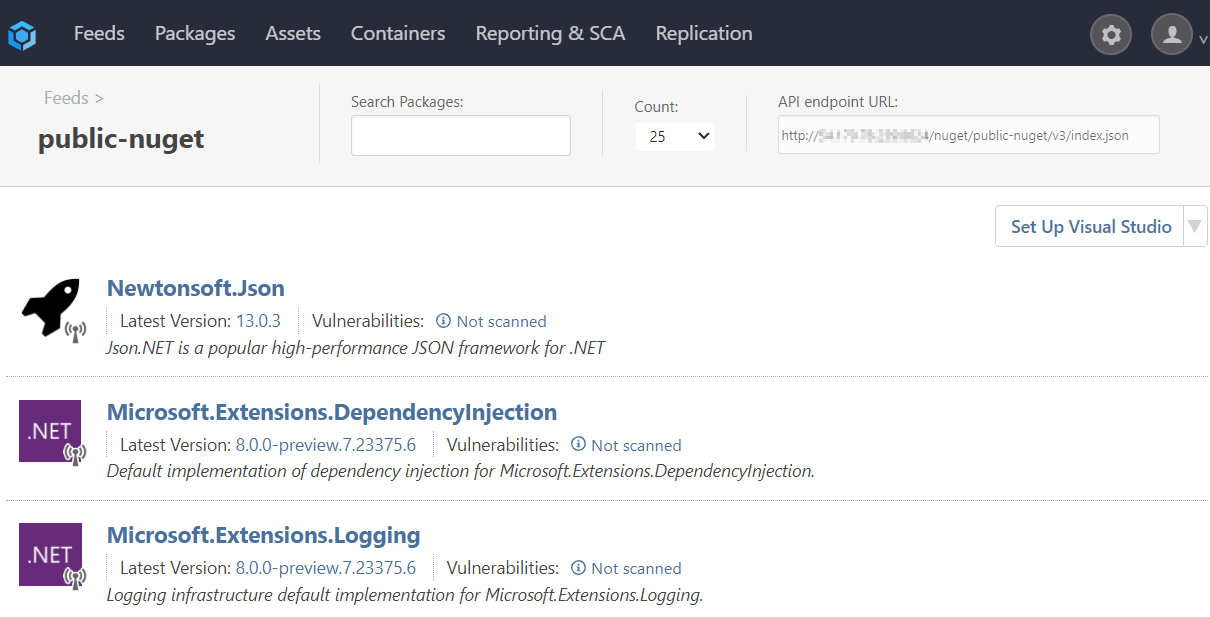 Feeds Packages Assets Containers Reporting & SCA Replication
Feeds >
public-nuget
Search Packages:
Count:
25
API endpoint URL:
http:// /nuget/public-nuget/v3/index.json
Set Up Visual Studio
Newtonsoft.Json
Latest Version: 13.0.3 Vulnerabilities: Not scanned
Json.NET is a popular high-performance JSON framework for .NET
.NET
Microsoft.Extensions.DependencyInjection
Latest Version: 8.0.0-preview.7.23375.6 Vulnerabilities: Not scanned
Default implementation of dependency injection for Microsoft.Extensions.DependencyInjection.
.NET
Microsoft.Extensions.Logging
Latest Version: 8.0.0-preview.7.23375.6 Vulnerabilities: Not scanned
Logging infrastructure default implementation for Microsoft.Extensions.Logging.